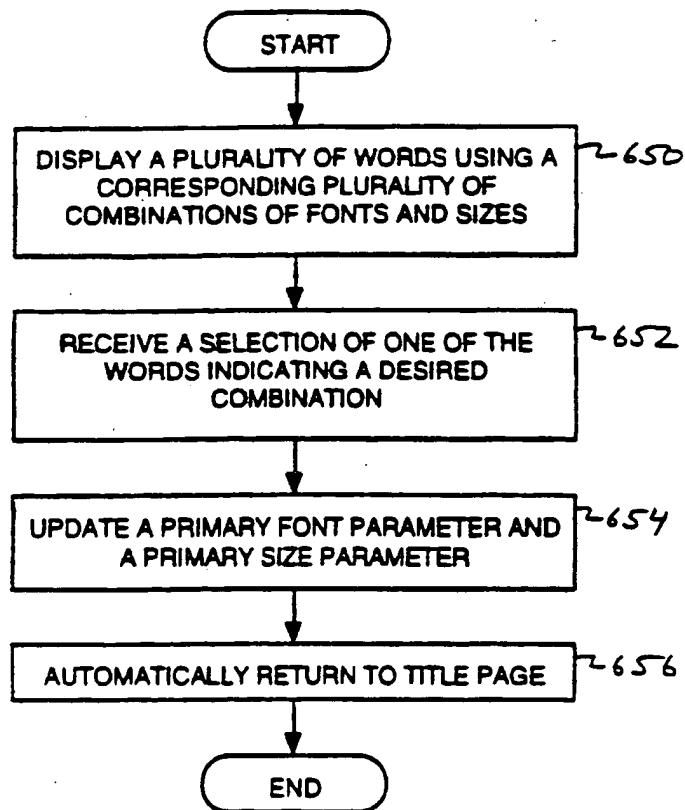 START
DISPLAY A PLURALITY OF WORDS USING A
CORRESPONDING PLURALITY OF
COMBINATIONS OF FONTS AND SIZES
650
RECEIVE A SELECTION OF ONE OF THE
WORDS INDICATING A DESIRED
COMBINATION
652
UPDATE A PRIMARY FONT PARAMETER AND
A PRIMARY SIZE PARAMETER
654
AUTOMATICALLY RETURN TO TITLE PAGE
656
END